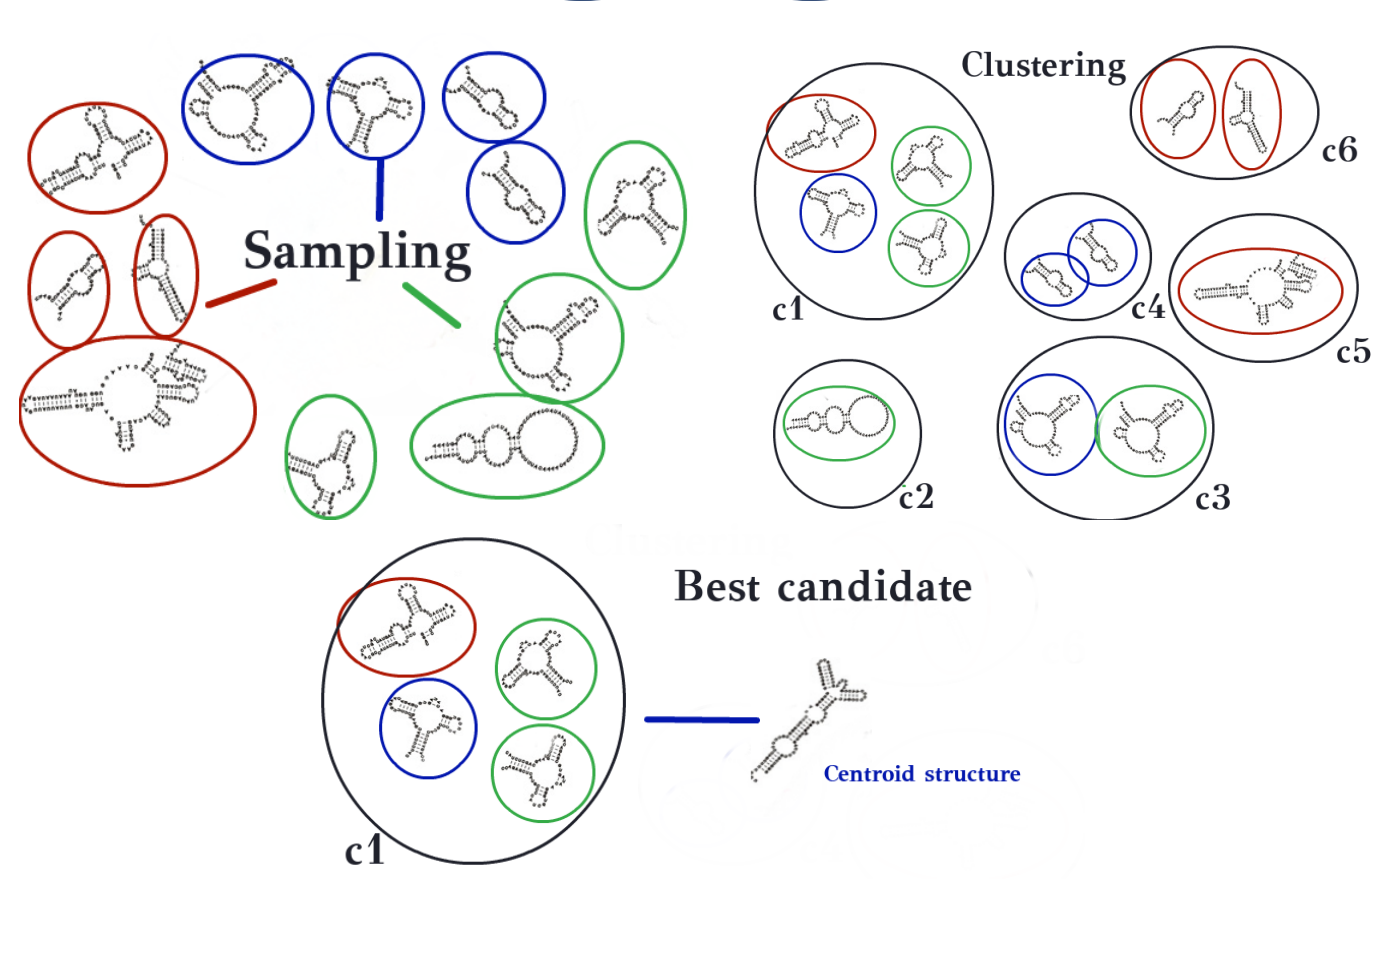 Sampling
Clustering
c6
c1
c4
c5
c2
c3
Best candidate
Centroid structure
c1